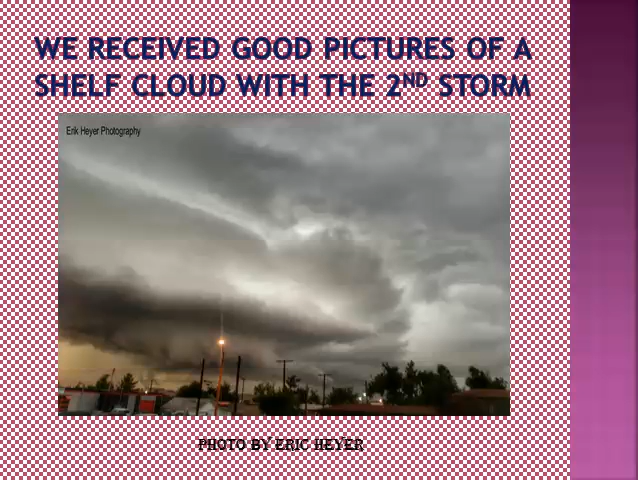 WE RECEIVED GOOD PICTURES OF A
SHELF CLOUD WITH THE 2ND STORM
Erik Heyer Photography
PHOTO BY ERIC HEYER